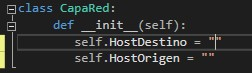 class CapaRed:
def __init__(self):
self.HostDestino = ""
self.HostOrigen = ""